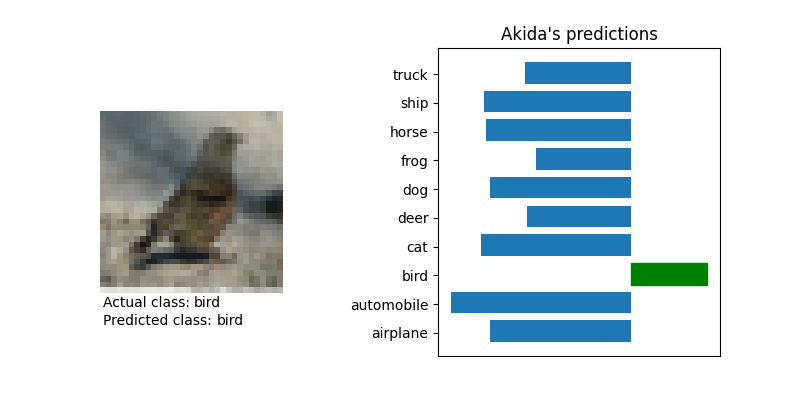 Akida's predictions
truck
ship
horse
frog
dog
deer
cat
bird
automobile
airplane
Actual class: bird
Predicted class: bird